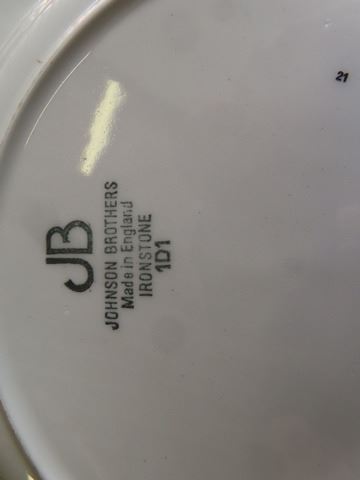 JB
JOHNSON BROTHERS
Made in England
IRONSTONE
1D1
21